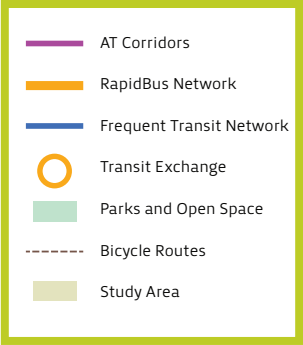 AT Corridors
RapidBus Network
Frequent Transit Network
Transit Exchange
Parks and Open Space
Bicycle Routes
Study Area